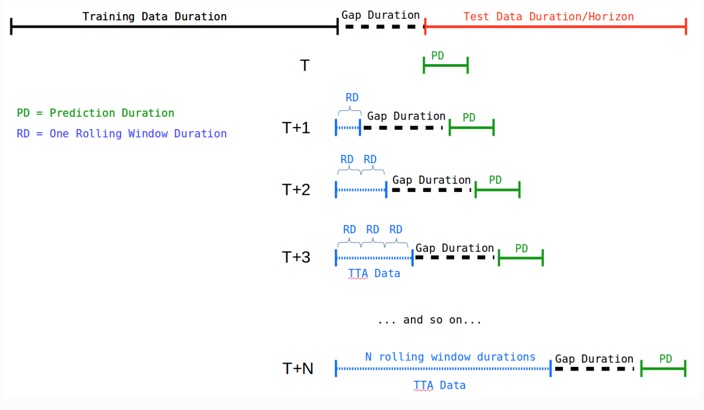 Training Data Duration
Gap Duration
Test Data Duration/Horizon
T
PD
PD = Prediction Duration
RD = One Rolling Window Duration
RD
T+1
Gap Duration
PD
RD RD
T+2
Gap Duration
PD
RD RD RD
T+3
Gap Duration
PD
TTA Data
... and so on...
T+N
N rolling window durations
Gap Duration
PD
TTA Data